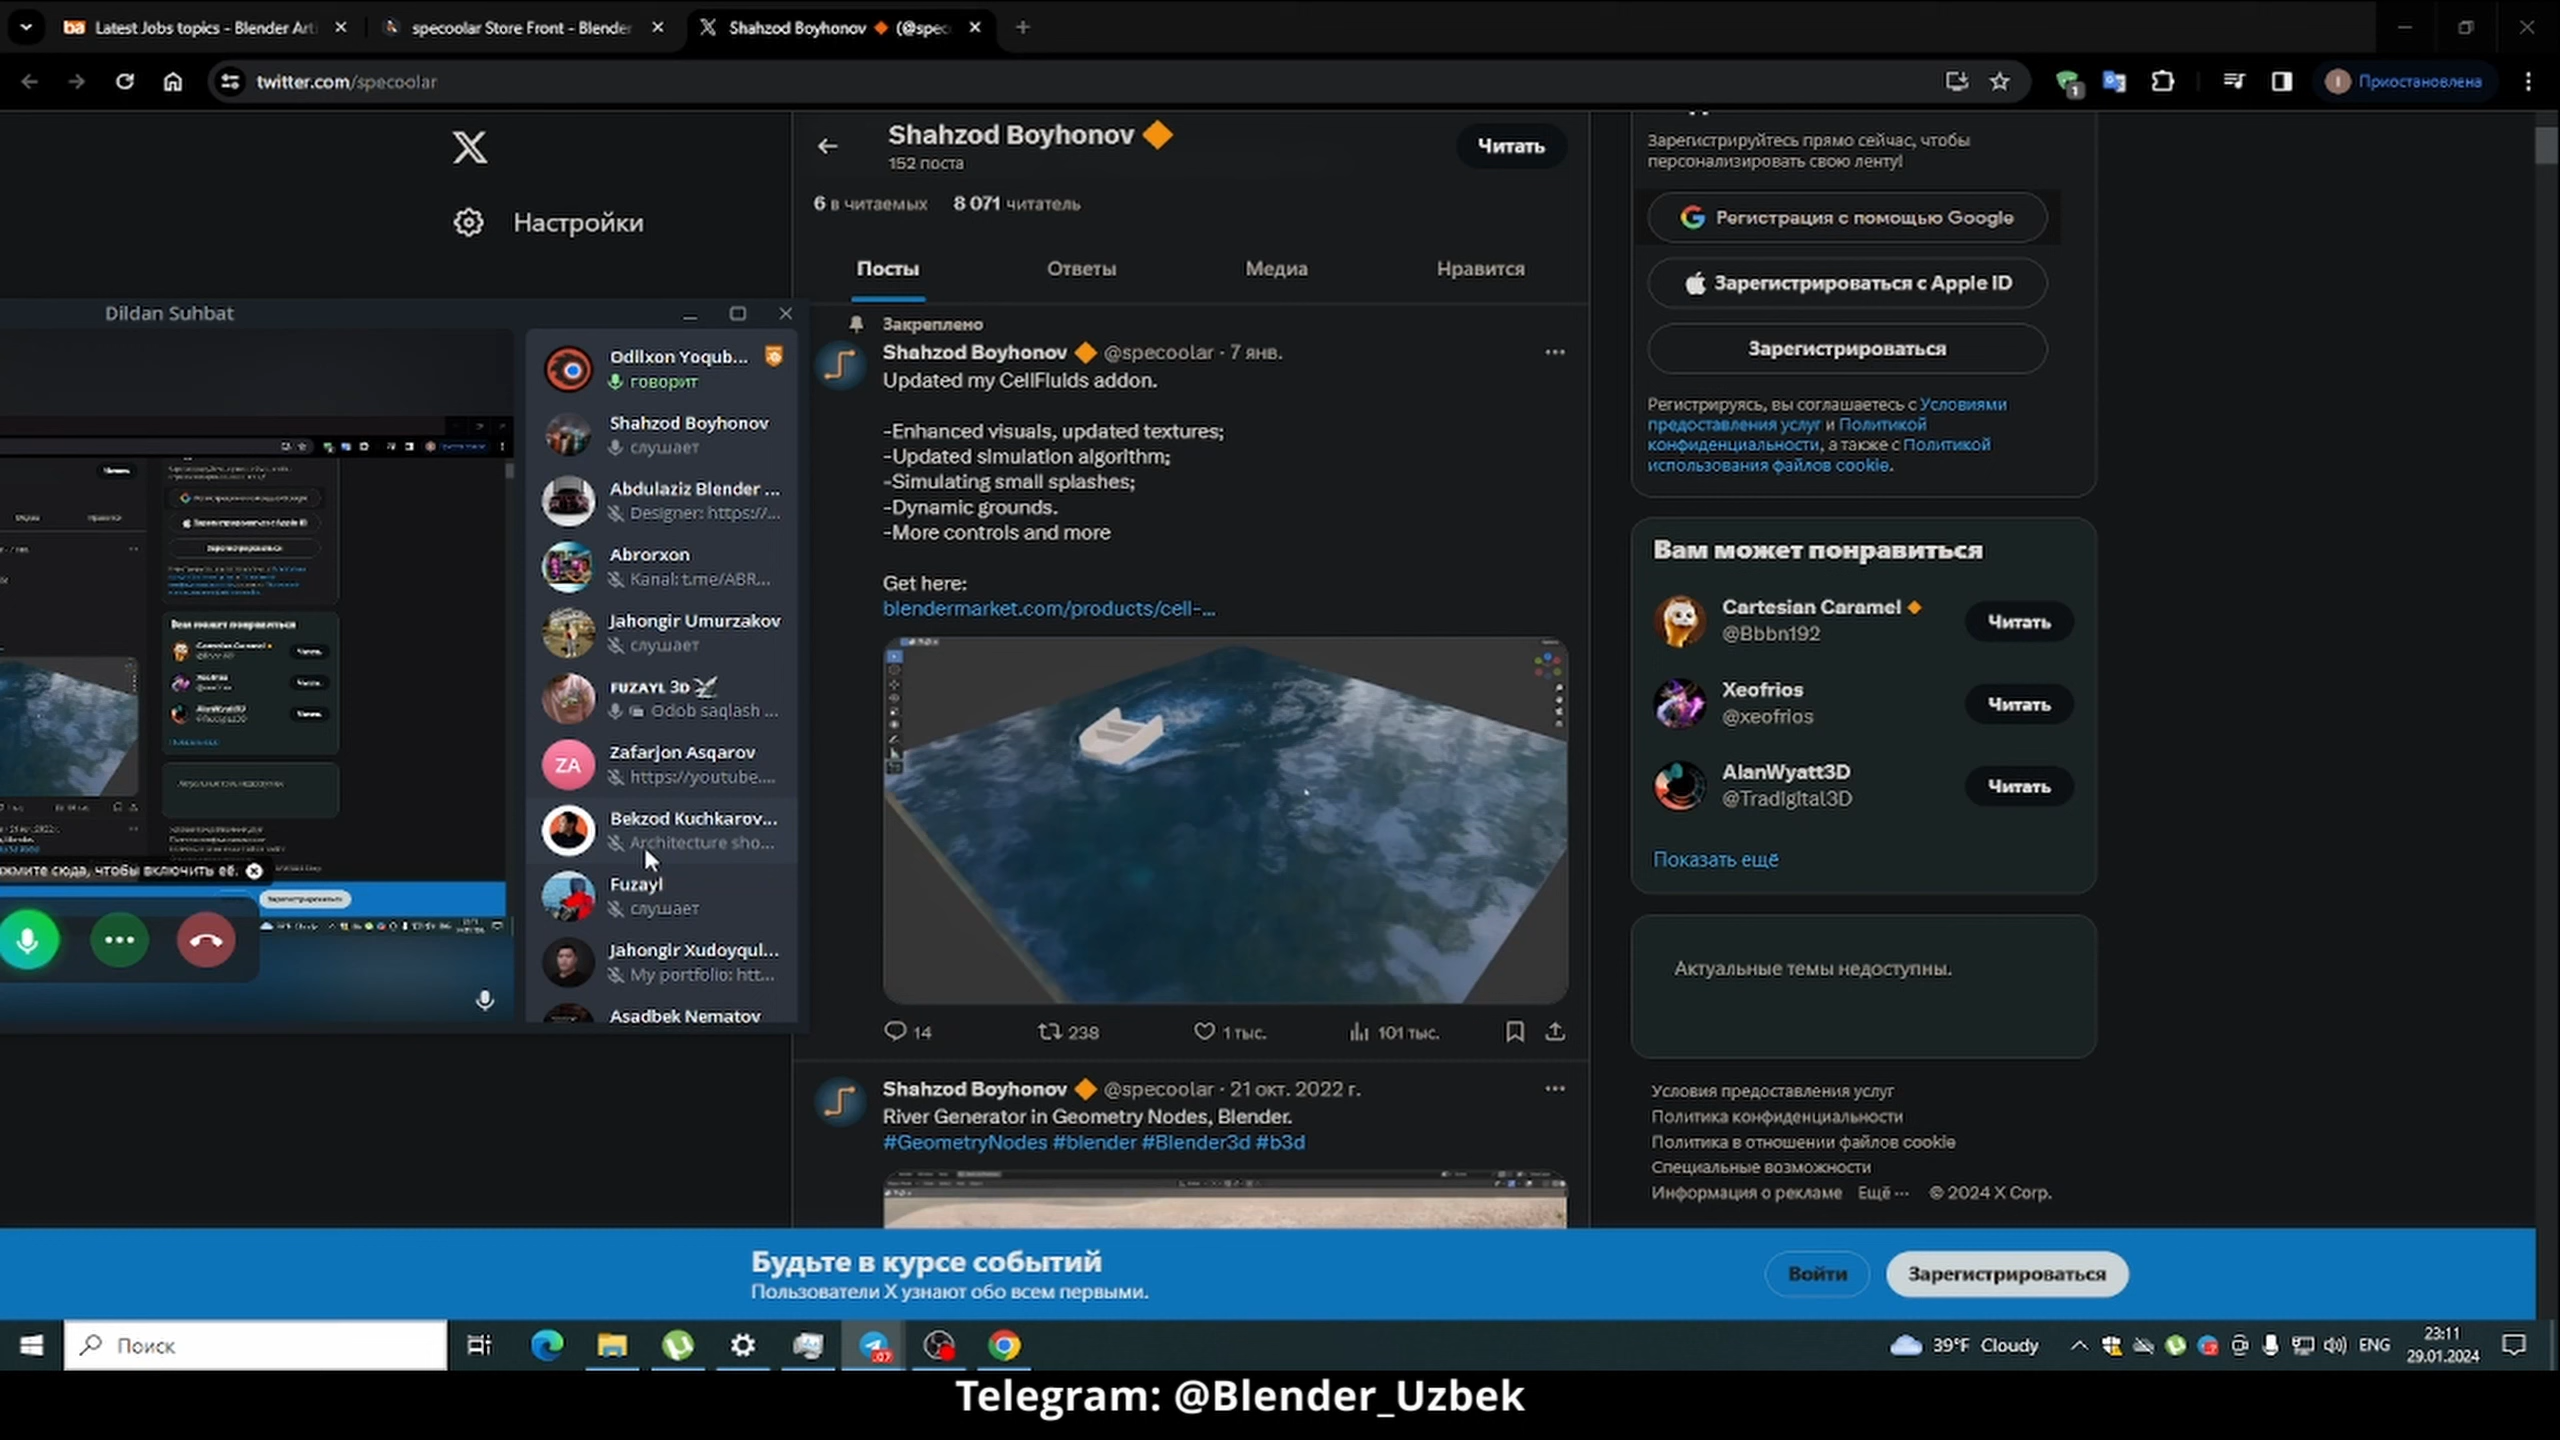 Latest Jobs topics - Blender Art
specoolar Store Front - Blender
Shahzod Boyhonov 🔶 (@spec
twitter.com/specoolar
1
Приостановлена
Настройки
Shahzod Boyhonov 🔶
152 поста
Читать
6 в читаемых 8 071 читатель
Посты
Ответы
Медиа
Нравится
Закреплено
Shahzod Boyhonov 🔶 @specoolar · 7 янв.
Updated my CellFluids addon.
-Enhanced visuals, updated textures;
-Updated simulation algorithm;
-Simulating small splashes;
-Dynamic grounds.
-More controls and more
Get here:
blendermarket.com/products/cell-...
14
238
1 тыс.
101 тыс.
Shahzod Boyhonov 🔶 @specoolar · 21 окт. 2022 г.
River Generator in Geometry Nodes, Blender.
#GeometryNodes #blender #Blender3d #b3d
Dildan Suhbat
Odilxon Yoqub...
говорит
Shahzod Boyhonov
слушает
Abdulaziz Blender ...
Designer: https://...
Abrorxon
Kanal: t.me/ABR...
Jahongir Umurzakov
слушает
FUZAYL 3D
Odob saqlash ...
ZA
Zafarjon Asqarov
https://youtube....
Bekzod Kuchkarov...
Architecture sho...
Fuzayl
слушает
Jahongir Xudoyqul...
My portfolio: htt...
Asadbek Nematov
жмите сюда, чтобы включить её.
Зарегистрируйтесь прямо сейчас, чтобы
персонализировать свою ленту!
Регистрация с помощью Google
Зарегистрироваться с Apple ID
Зарегистрироваться
Регистрируясь, вы соглашаетесь с Условиями
предоставления услуг и Политикой
конфиденциальности, а также с Политикой
использования файлов cookie.
Вам может понравиться
Cartesian Caramel 🔸
@Bbbn192
Читать
Xeofrios
@xeofrios
Читать
AlanWyatt3D
@Tradigital3D
Читать
Показать ещё
Актуальные темы недоступны.
Условия предоставления услуг
Политика конфиденциальности
Политика в отношении файлов cookie
Специальные возможности
Информация о рекламе Ещё ··· © 2024 X Corp.
Будьте в курсе событий
Пользователи X узнают обо всем первыми.
Войти
Зарегистрироваться
Поиск
39°F Cloudy
ENG
23:11
29.01.2024
Telegram: @Blender_Uzbek